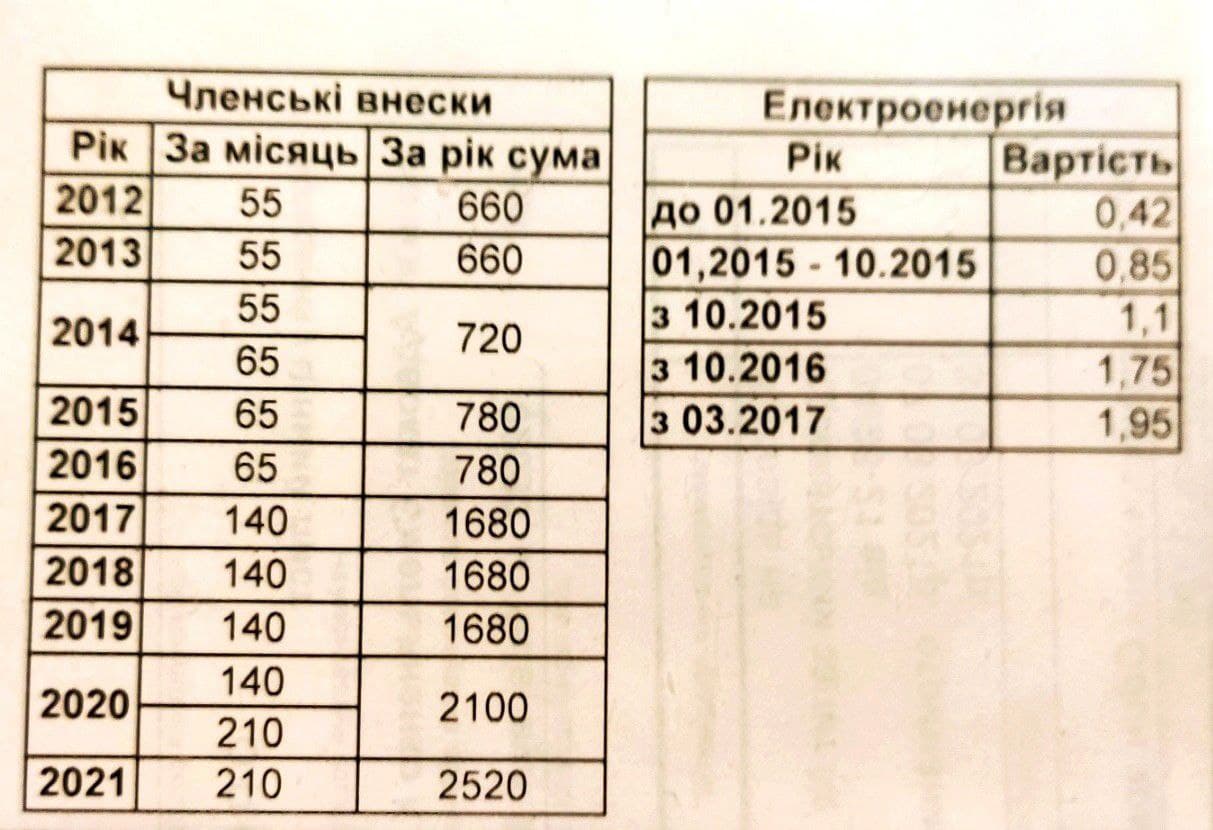 Членські внески
Рік За місяць За рік сума
2012 55 660
2013 55 660
2014 55 720
65
2015 65 780
2016 65 780
2017 140 1680
2018 140 1680
2019 140 1680
2020 140 2100
210
2021 210 2520
Електроенергія
Рік Вартість
до 01.2015 0,42
01,2015 - 10.2015 0,85
з 10.2015 1,1
з 10.2016 1,75
з 03.2017 1,95